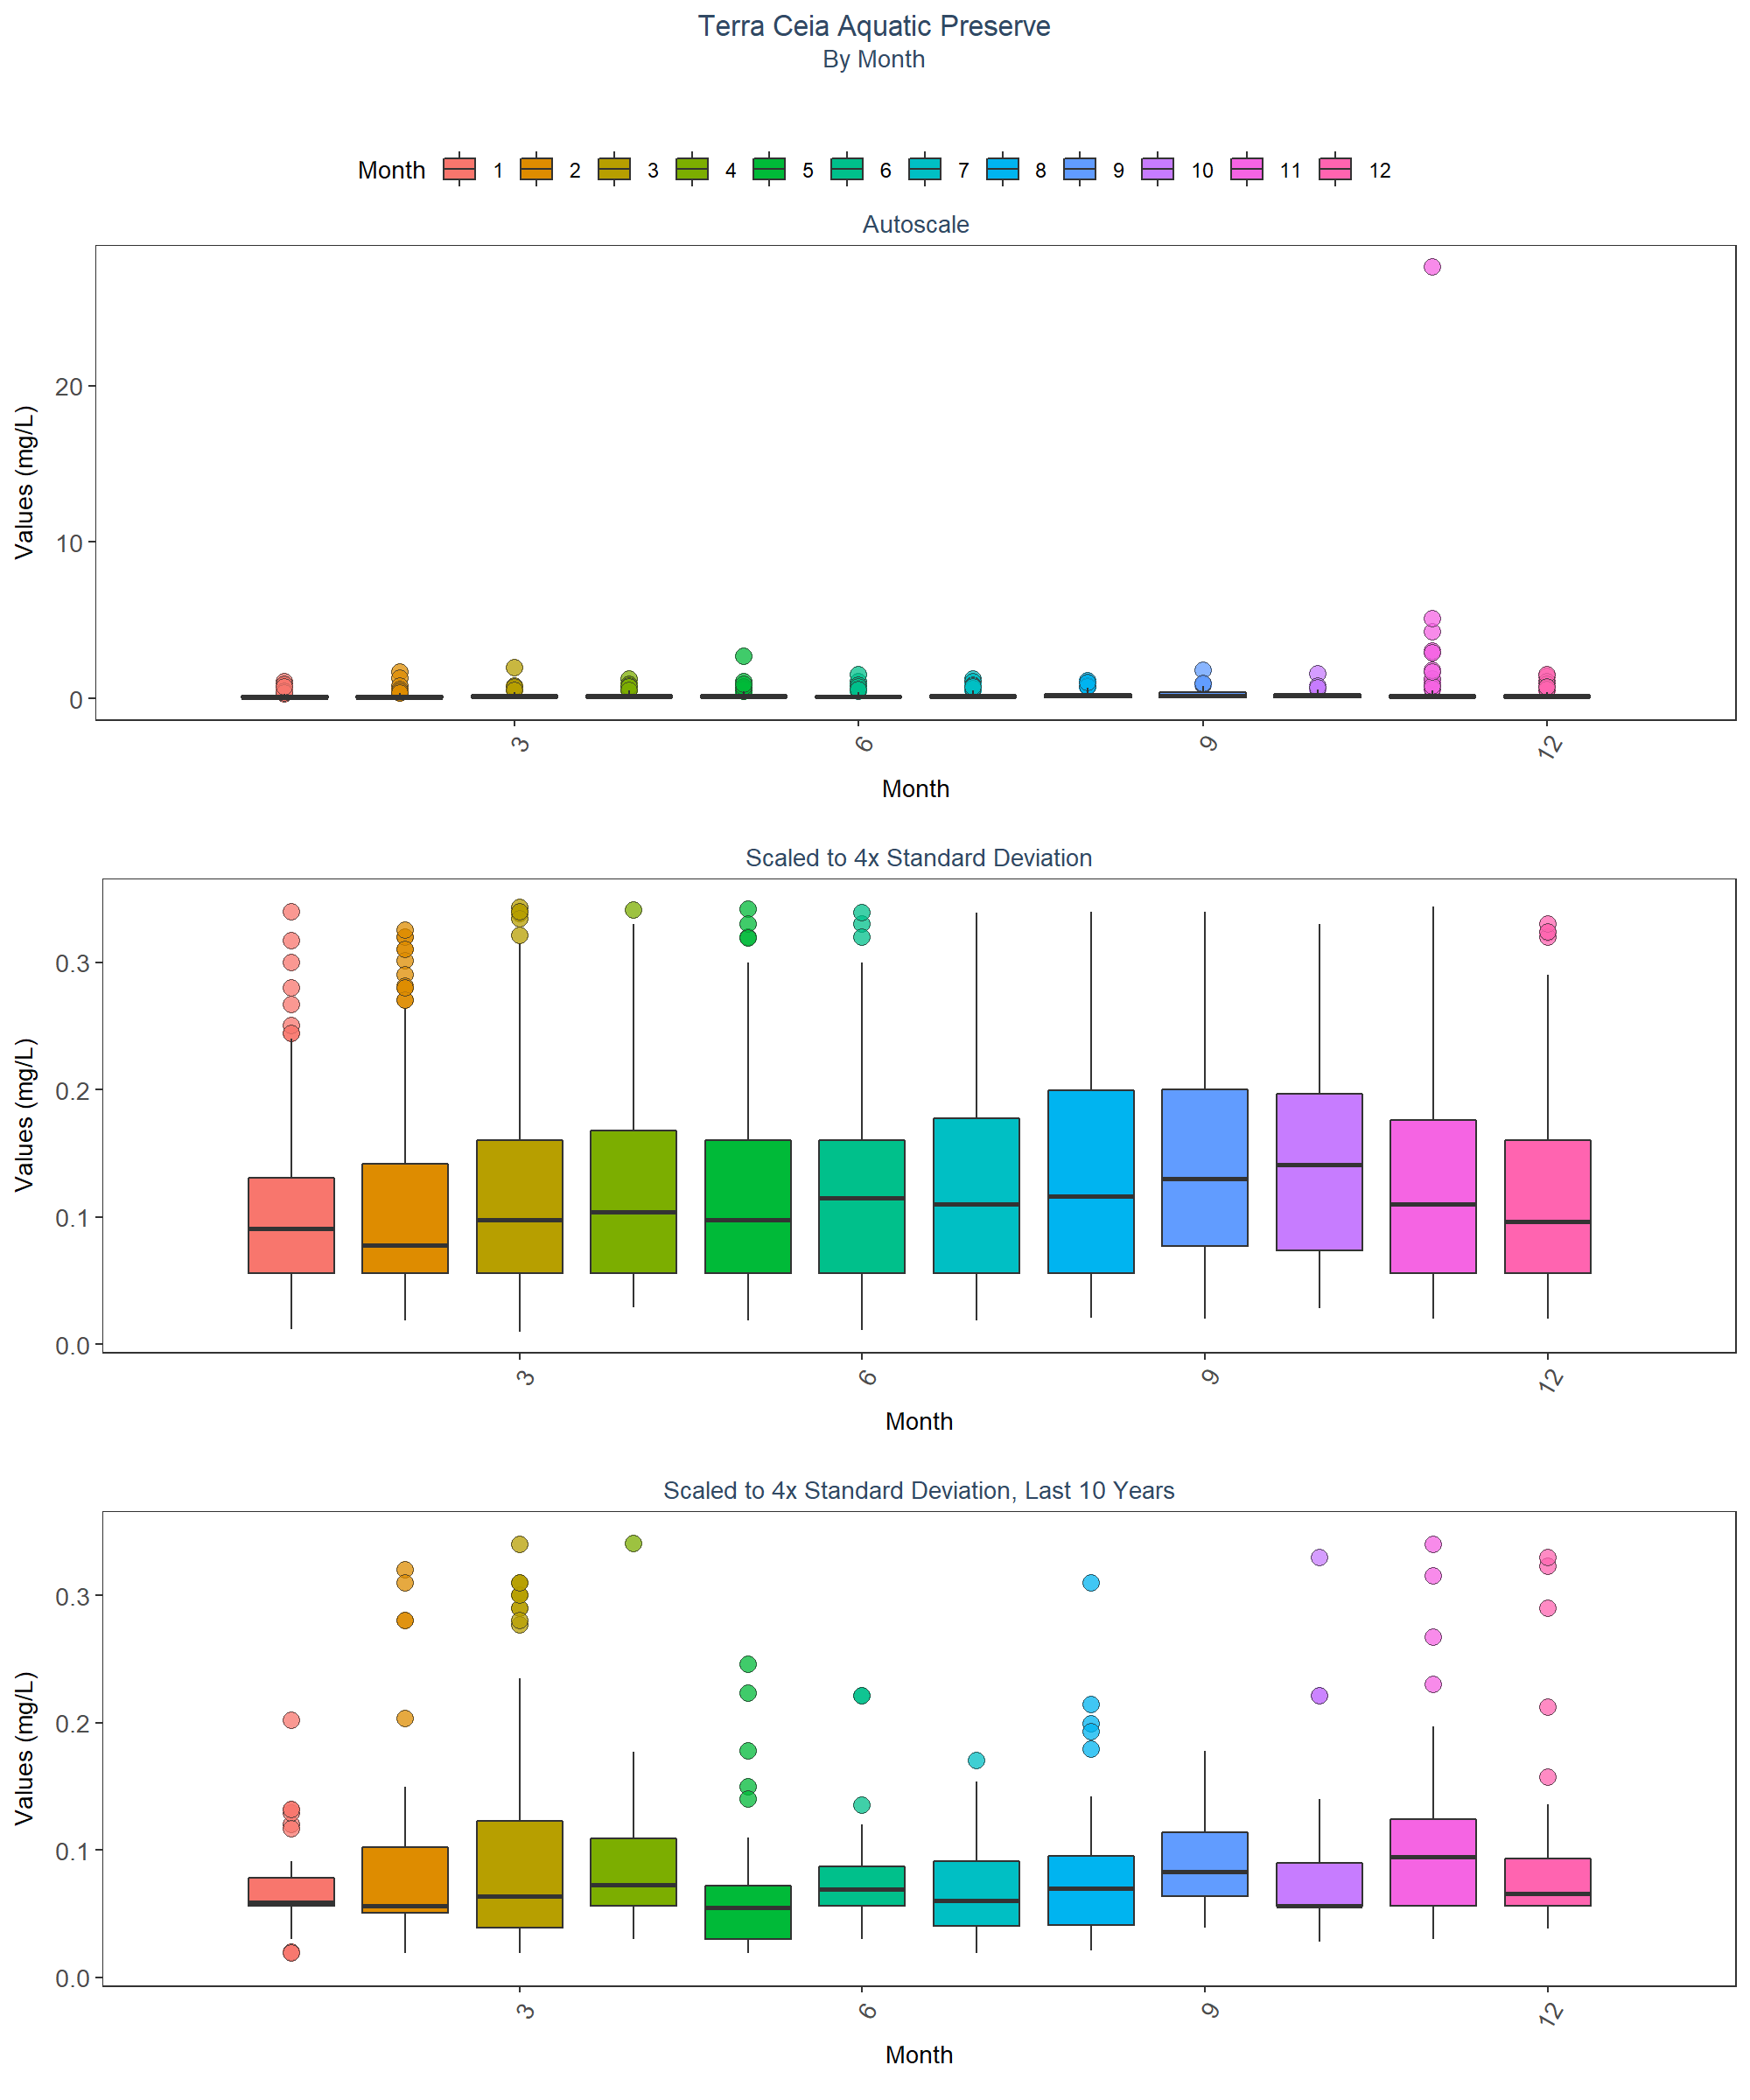 Terra Ceia Aquatic Preserve
By Month
Month 1 2 3 4 5 6 7 8 9 10 11 12
Autoscale
Values (mg/L)
20
10
0
3 6 9 12
Month
Scaled to 4x Standard Deviation
Values (mg/L)
0.3
0.2
0.1
0.0
3 6 9 12
Month
Scaled to 4x Standard Deviation, Last 10 Years
Values (mg/L)
0.3
0.2
0.1
0.0
3 6 9 12
Month